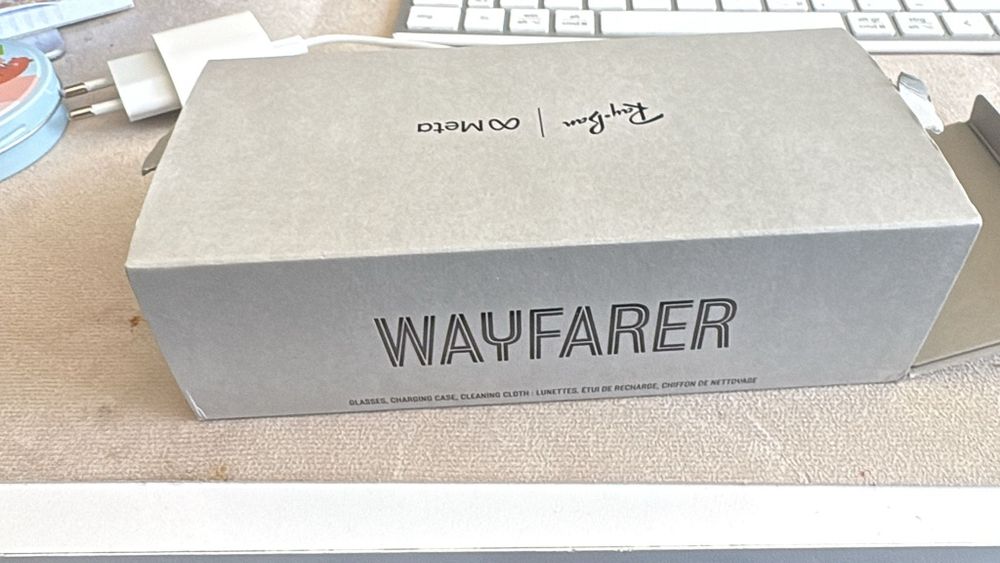 Ray-Ban | ∞ Meta
WAYFARER
GLASSES, CHARGING CASE, CLEANING CLOTH | LUNETTES, ÉTUI DE RECHARGE, CHIFFON DE NETTOYAGE